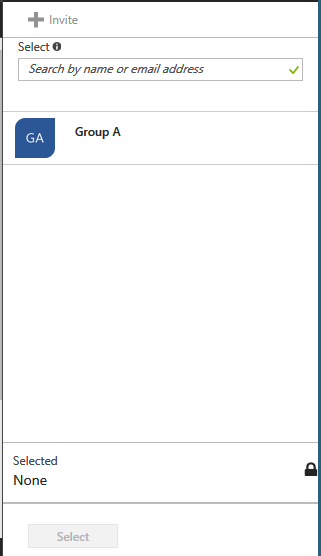 Invite
Select
Search by name or email address
GA
Group A
Selected
None
Select